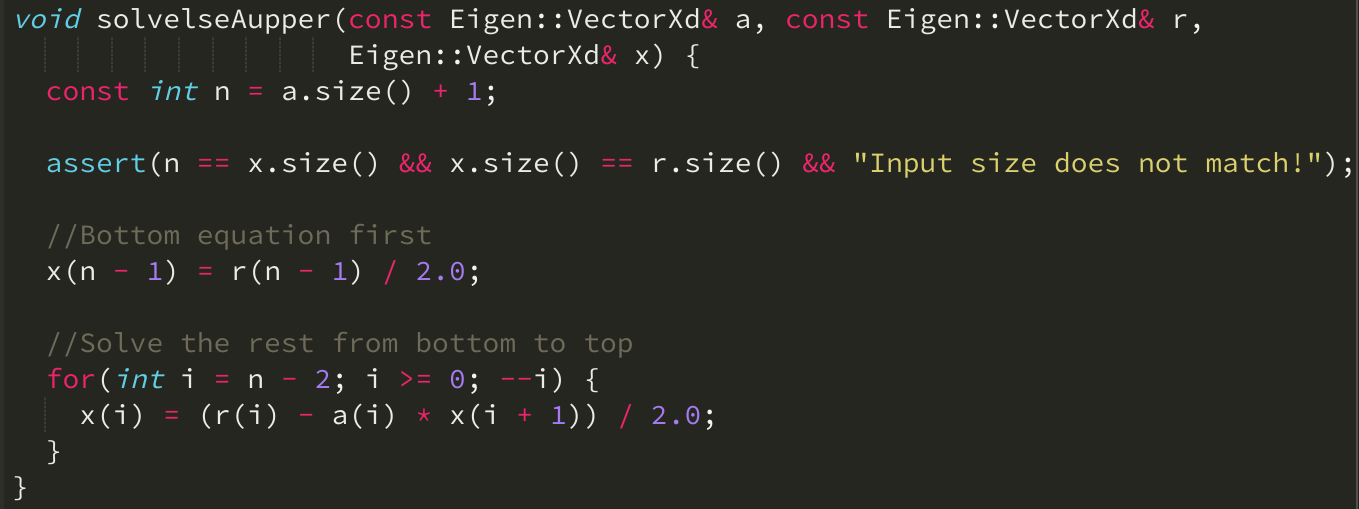 void solvelseAupper(const Eigen::VectorXd& a, const Eigen::VectorXd& r,
                    Eigen::VectorXd& x) {
  const int n = a.size() + 1;

  assert(n == x.size() && x.size() == r.size() && "Input size does not match!");

  //Bottom equation first
  x(n - 1) = r(n - 1) / 2.0;

  //Solve the rest from bottom to top
  for(int i = n - 2; i >= 0; --i) {
    x(i) = (r(i) - a(i) * x(i + 1)) / 2.0;
  }
}